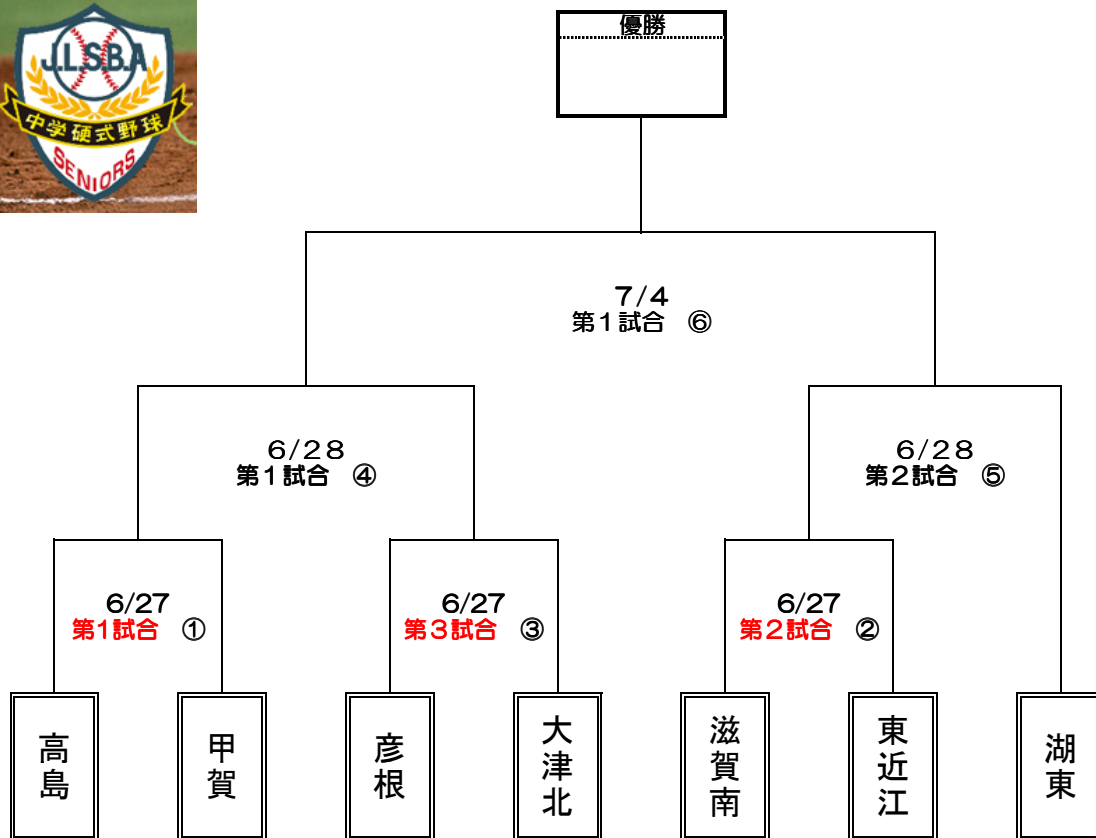 J.L.S.B.A
中学硬式野球
SENIORS
優勝
7/4
第1試合 ⑥
6/28
第1試合 ④
6/28
第2試合 ⑤
6/27
第1試合 ①
6/27
第3試合 ③
6/27
第2試合 ②
高島
甲賀
彦根
大津北
滋賀南
東近江
湖東